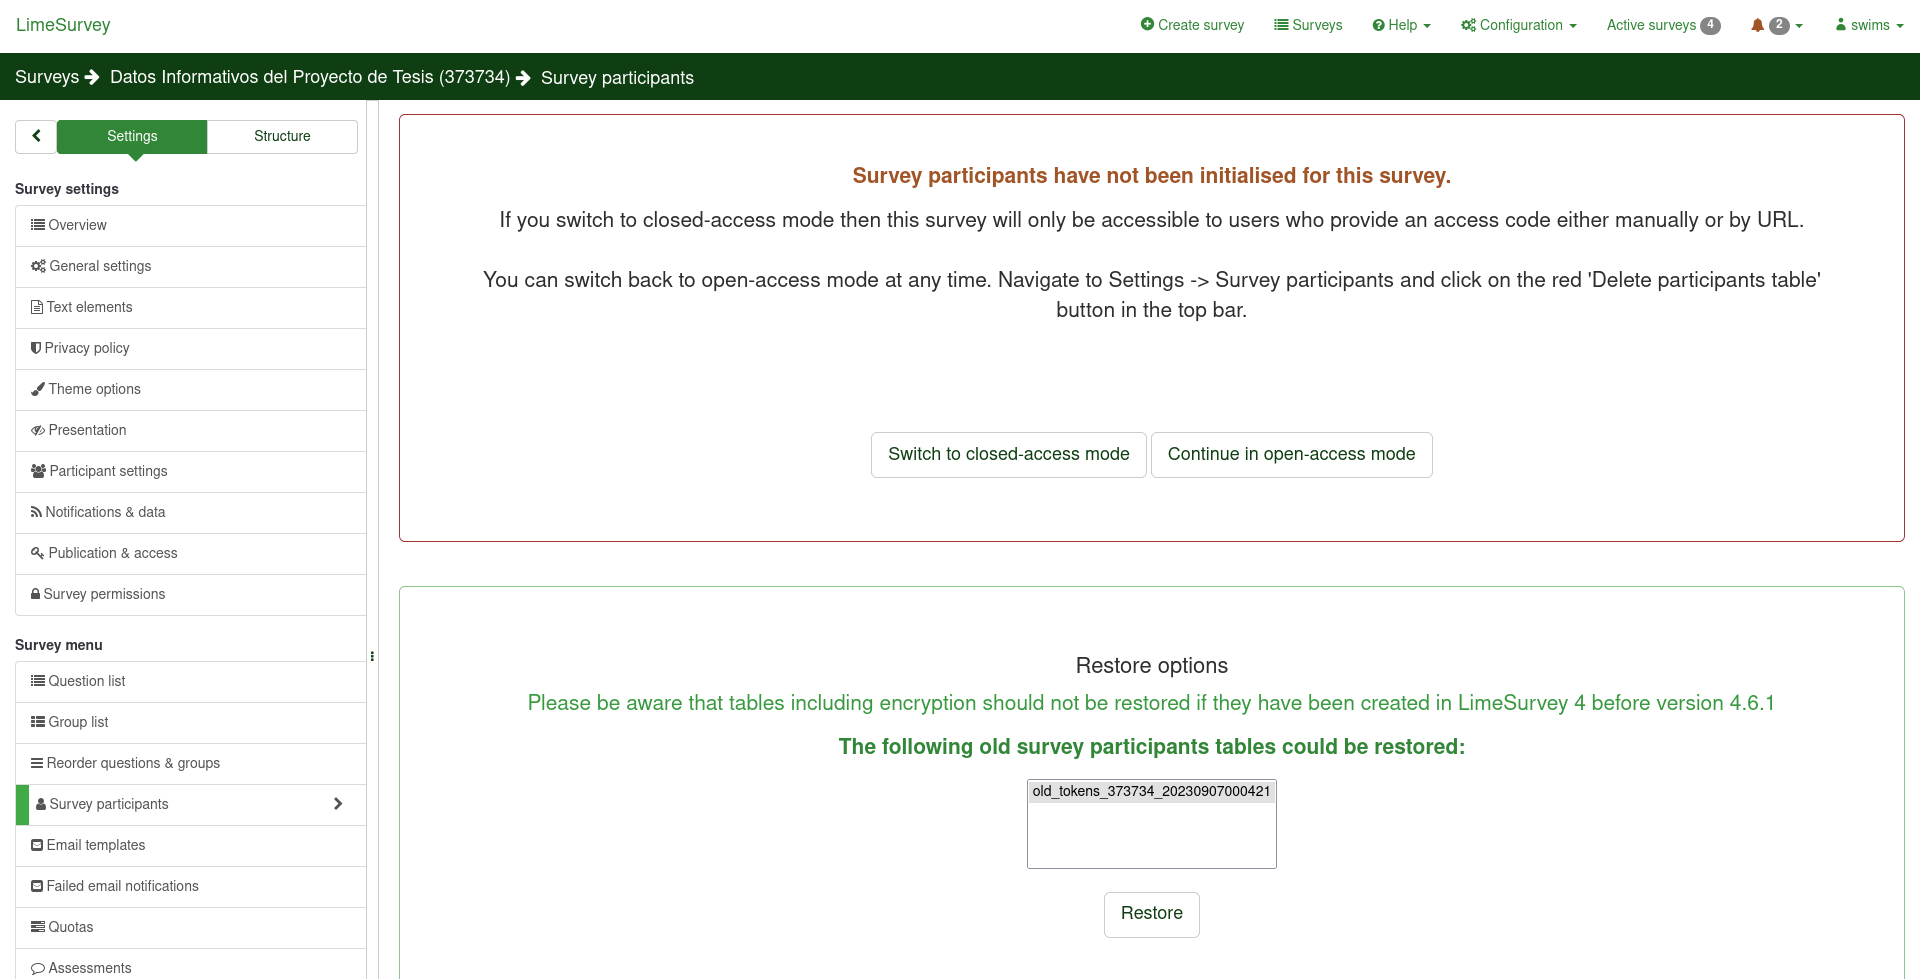 LimeSurvey
Create survey
Surveys
Help
Configuration
Active surveys 4
2
swims
Surveys
Datos Informativos del Proyecto de Tesis (373734)
Survey participants
Settings
Structure
Survey settings
Overview
General settings
Text elements
Privacy policy
Theme options
Presentation
Participant settings
Notifications & data
Publication & access
Survey permissions
Survey menu
Question list
Group list
Reorder questions & groups
Survey participants
Email templates
Failed email notifications
Quotas
Assessments
Survey participants have not been initialised for this survey.
If you switch to closed-access mode then this survey will only be accessible to users who provide an access code either manually or by URL.
You can switch back to open-access mode at any time. Navigate to Settings -> Survey participants and click on the red 'Delete participants table'
button in the top bar.
Switch to closed-access mode
Continue in open-access mode
Restore options
Please be aware that tables including encryption should not be restored if they have been created in LimeSurvey 4 before version 4.6.1
The following old survey participants tables could be restored:
old_tokens_373734_20230907000421
Restore